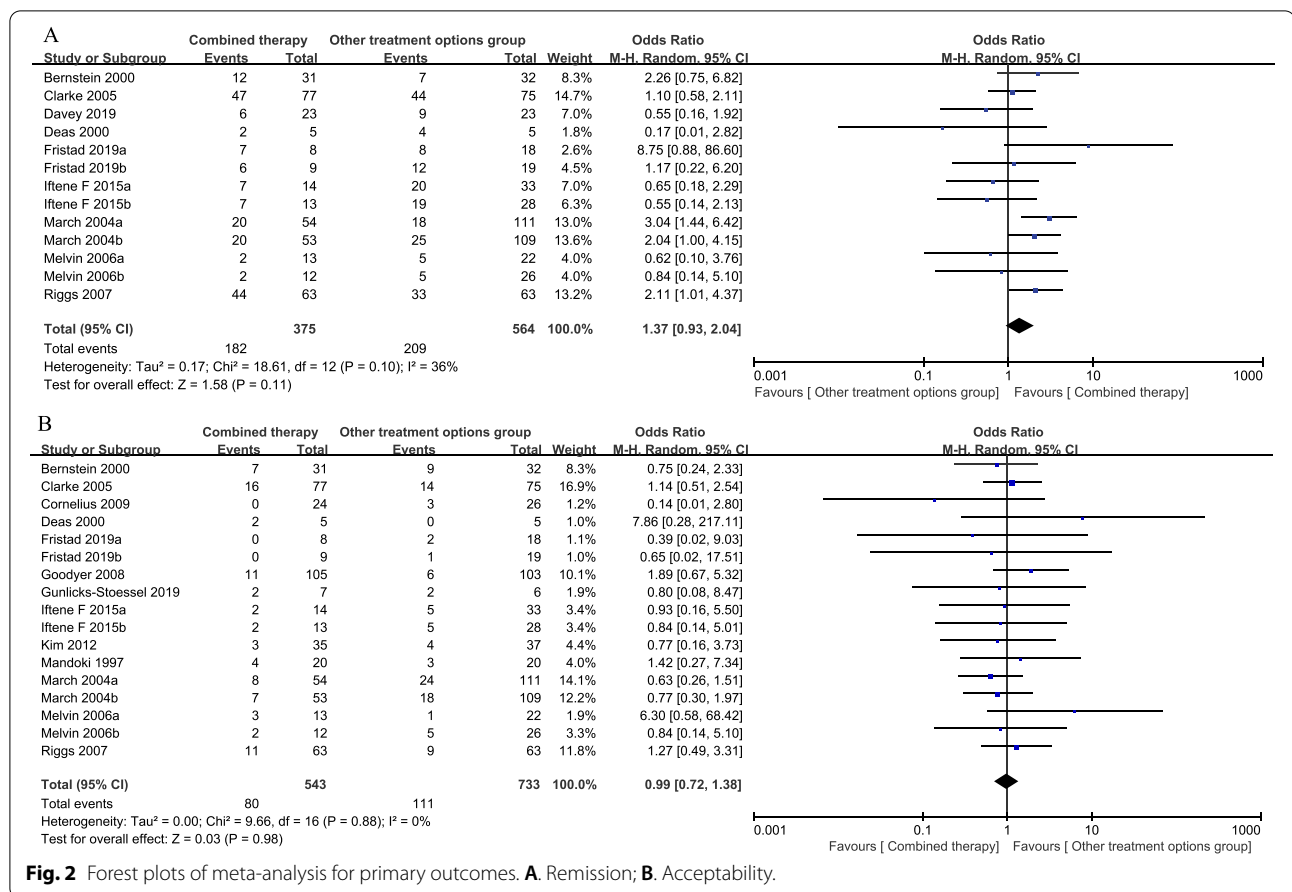 A
Combined therapy Other treatment options group Odds Ratio Odds Ratio
Study or Subgroup Events Total Events Total Weight M-H. Random. 95% CI M-H. Random. 95% CI
Bernstein 2000 12 31 7 32 8.3% 2.26 [0.75, 6.82]
Clarke 2005 47 77 44 75 14.7% 1.10 [0.58, 2.11]
Davey 2019 6 23 9 23 7.0% 0.55 [0.16, 1.92]
Deas 2000 2 5 4 5 1.8% 0.17 [0.01, 2.82]
Fristad 2019a 7 8 8 18 2.6% 8.75 [0.88, 86.60]
Fristad 2019b 6 9 12 19 4.5% 1.17 [0.22, 6.20]
Iftene F 2015a 7 14 20 33 7.0% 0.65 [0.18, 2.29]
Iftene F 2015b 7 13 19 28 6.3% 0.55 [0.14, 2.13]
March 2004a 20 54 18 111 13.0% 3.04 [1.44, 6.42]
March 2004b 20 53 25 109 13.6% 2.04 [1.00, 4.15]
Melvin 2006a 2 13 5 22 4.0% 0.62 [0.10, 3.76]
Melvin 2006b 2 12 5 26 4.0% 0.84 [0.14, 5.10]
Riggs 2007 44 63 33 63 13.2% 2.11 [1.01, 4.37]
Total (95% CI) 375 564 100.0% 1.37 [0.93, 2.04]
Total events 182 209
Heterogeneity: Tau² = 0.17; Chi² = 18.61, df = 12 (P = 0.10); I² = 36%
Test for overall effect: Z = 1.58 (P = 0.11)
0.001 0.1 1 10 1000
Favours [ Other treatment options group] Favours [ Combined therapy]
B
Combined therapy Other treatment options group Odds Ratio Odds Ratio
Study or Subgroup Events Total Events Total Weight M-H. Random. 95% CI M-H. Random. 95% CI
Bernstein 2000 7 31 9 32 8.3% 0.75 [0.24, 2.33]
Clarke 2005 16 77 14 75 16.9% 1.14 [0.51, 2.54]
Cornelius 2009 0 24 3 26 1.2% 0.14 [0.01, 2.80]
Deas 2000 2 5 0 5 1.0% 7.86 [0.28, 217.11]
Fristad 2019a 0 8 2 18 1.1% 0.39 [0.02, 9.03]
Fristad 2019b 0 9 1 19 1.0% 0.65 [0.02, 17.51]
Goodyer 2008 11 105 6 103 10.1% 1.89 [0.67, 5.32]
Gunlicks-Stoessel 2019 2 7 2 6 1.9% 0.80 [0.08, 8.47]
Iftene F 2015a 2 14 5 33 3.4% 0.93 [0.16, 5.50]
Iftene F 2015b 2 13 5 28 3.4% 0.84 [0.14, 5.01]
Kim 2012 3 35 4 37 4.4% 0.77 [0.16, 3.73]
Mandoki 1997 4 20 3 20 4.0% 1.42 [0.27, 7.34]
March 2004a 8 54 24 111 14.1% 0.63 [0.26, 1.51]
March 2004b 7 53 18 109 12.2% 0.77 [0.30, 1.97]
Melvin 2006a 3 13 1 22 1.9% 6.30 [0.58, 68.42]
Melvin 2006b 2 12 5 26 3.3% 0.84 [0.14, 5.10]
Riggs 2007 11 63 9 63 11.8% 1.27 [0.49, 3.31]
Total (95% CI) 543 733 100.0% 0.99 [0.72, 1.38]
Total events 80 111
Heterogeneity: Tau² = 0.00; Chi² = 9.66, df = 16 (P = 0.88); I² = 0%
Test for overall effect: Z = 0.03 (P = 0.98)
0.001 0.1 1 10 1000
Favours [ Combined therapy] Favours [ Other treatment options group]
Fig. 2 Forest plots of meta-analysis for primary outcomes. A. Remission; B. Acceptability.